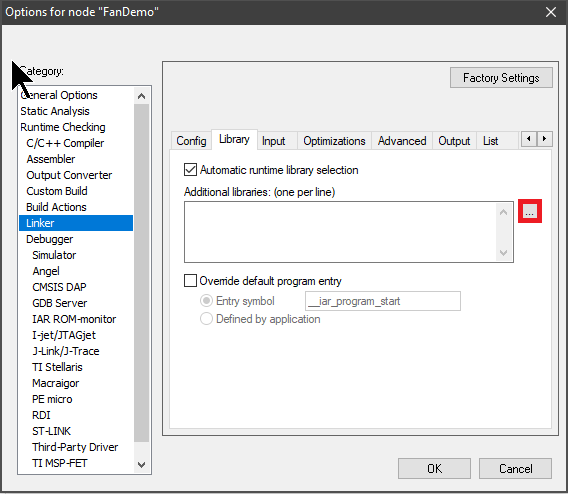 Options for node "FanDemo"
Category:
Factory Settings
General Options
Static Analysis
Runtime Checking
C/C++ Compiler
Assembler
Output Converter
Custom Build
Build Actions
Linker
Debugger
Simulator
Angel
CMSIS DAP
GDB Server
IAR ROM-monitor
I-jet/JTAGjet
J-Link/J-Trace
TI Stellaris
Macraigor
PE micro
RDI
ST-LINK
Third-Party Driver
TI MSP-FET
Config Library Input Optimizations Advanced Output List
Automatic runtime library selection
Additional libraries: (one per line)
...
Override default program entry
Entry symbol __iar_program_start
Defined by application
OK Cancel